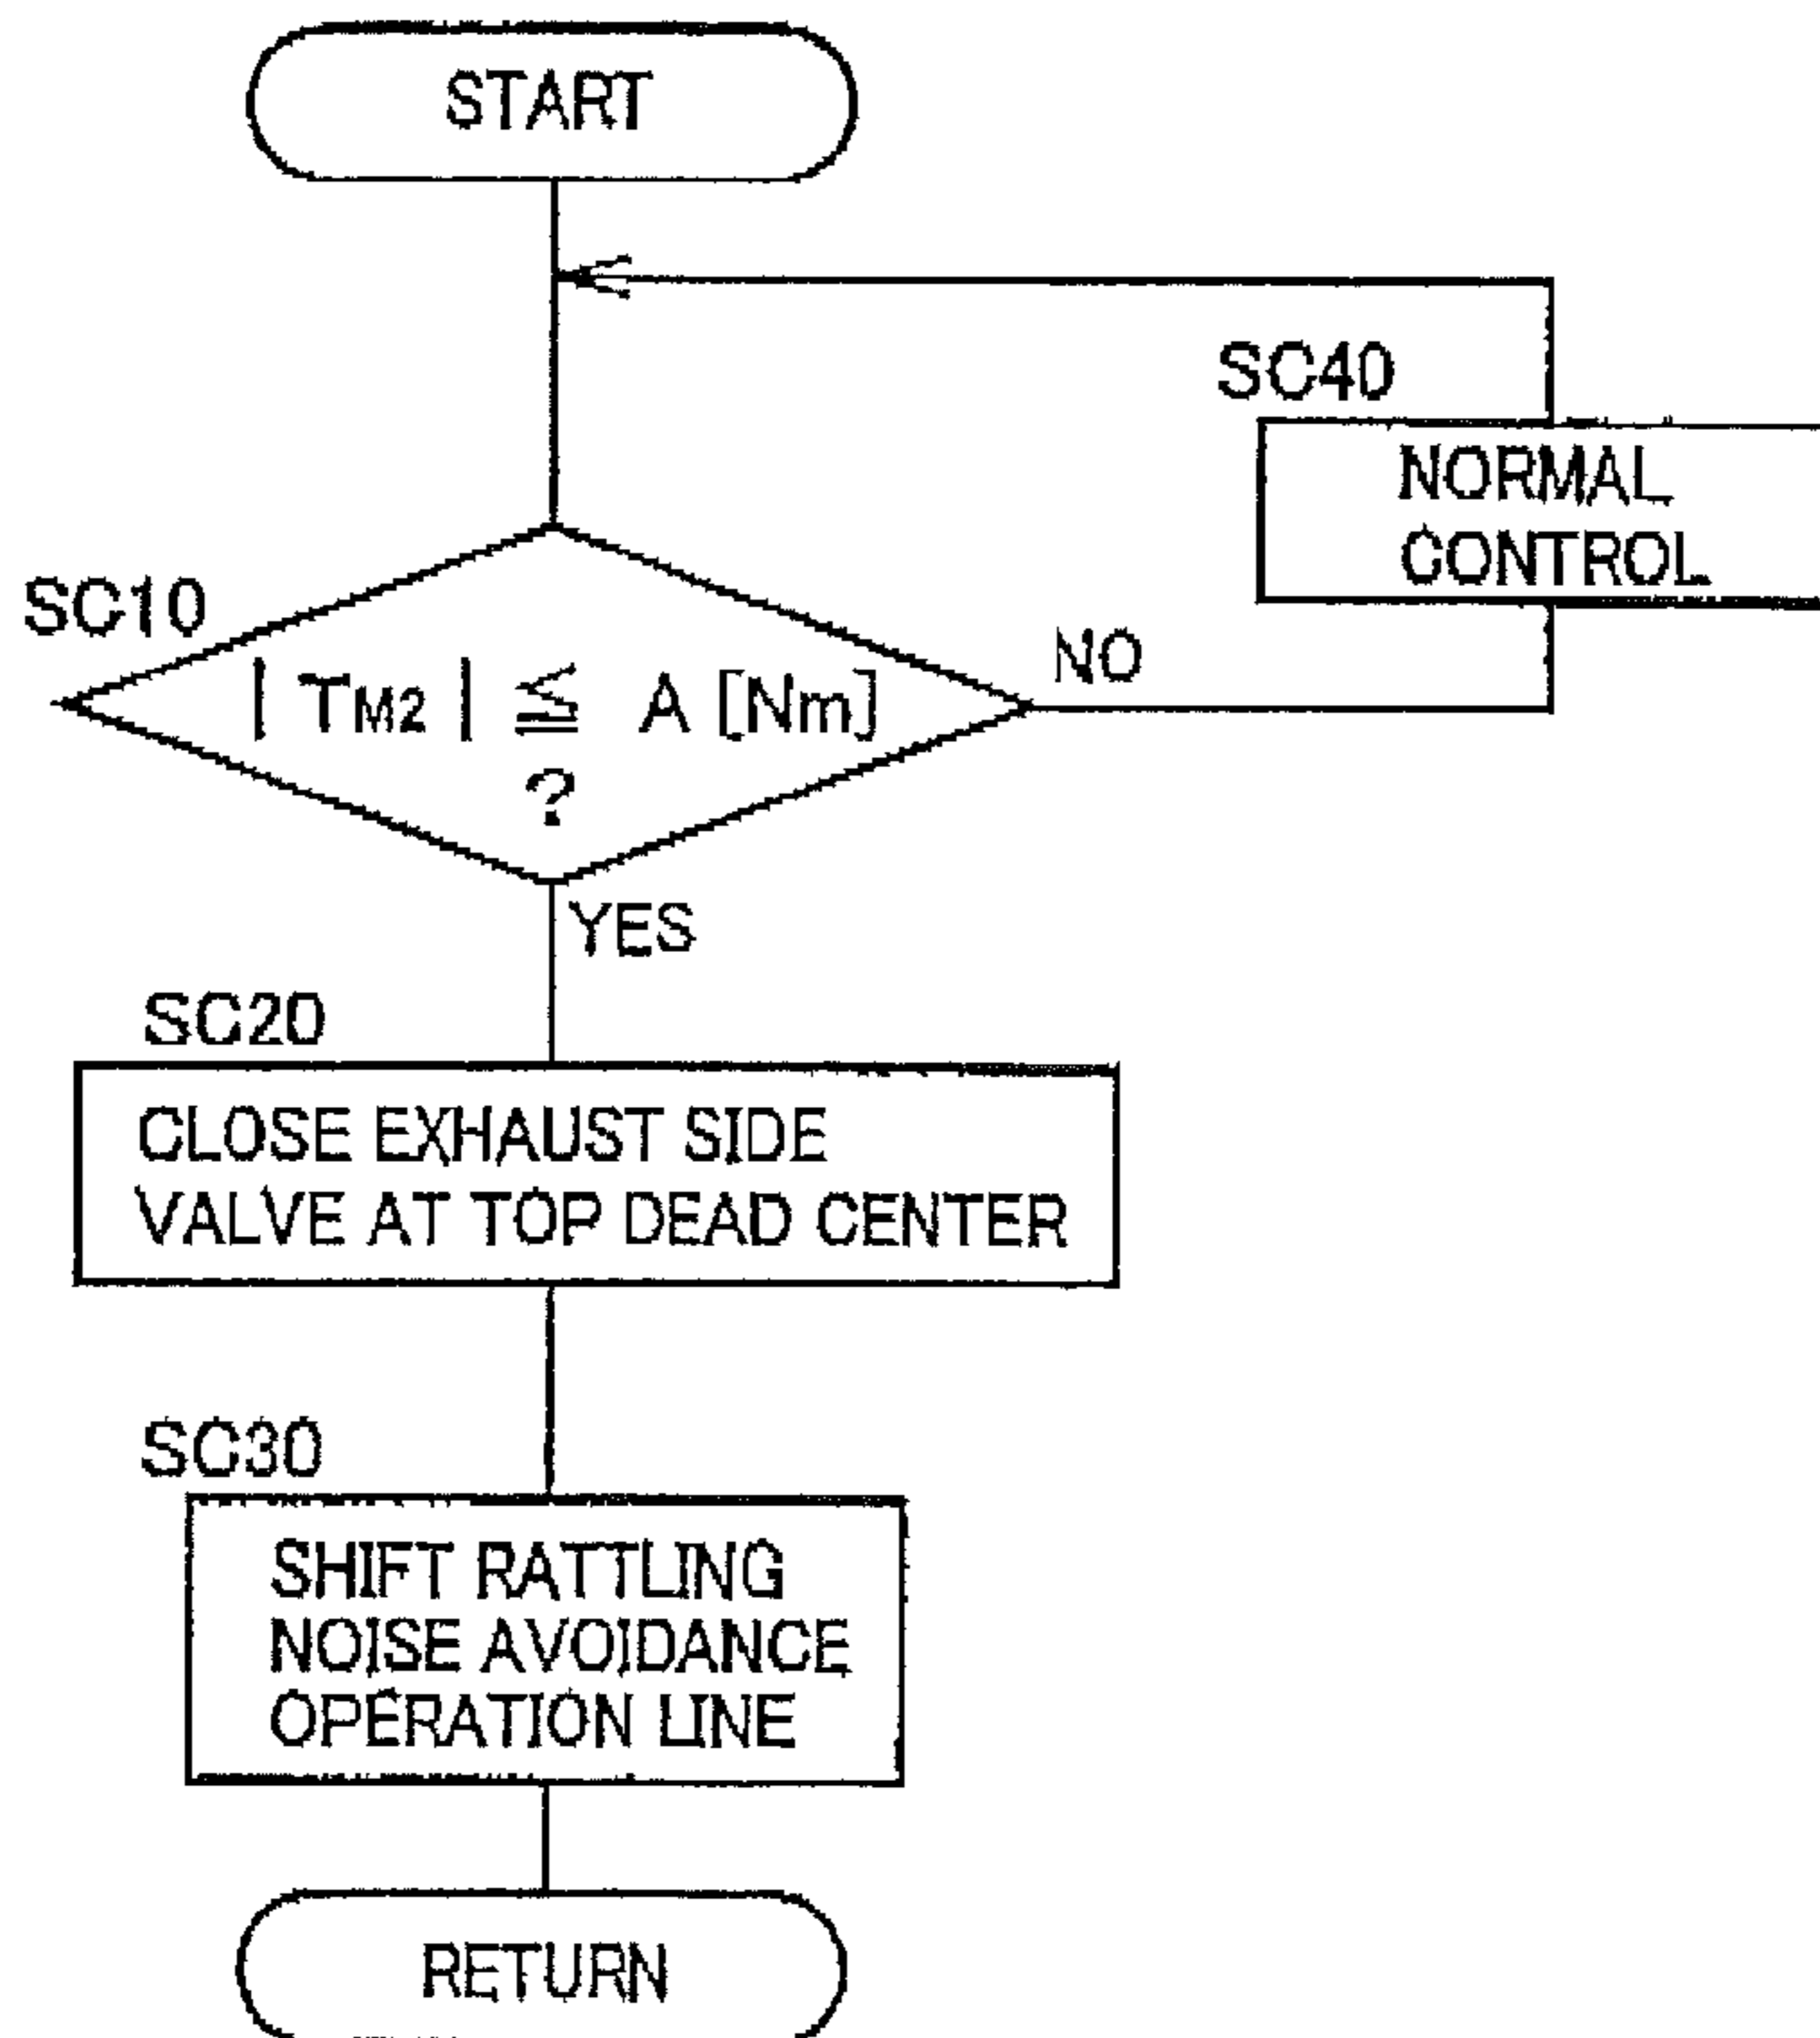 START
SC40
NORMAL
CONTROL
SC10
| TM2 | ≦ A [Nm]
?
NO
YES
SC20
CLOSE EXHAUST SIDE
VALVE AT TOP DEAD CENTER
SC30
SHIFT RATTLING
NOISE AVOIDANCE
OPERATION LINE
RETURN